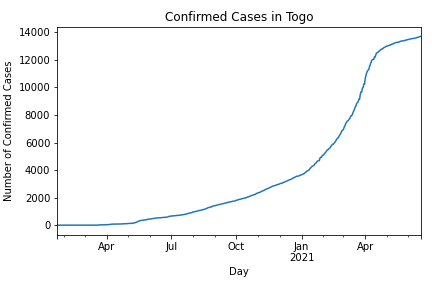 Confirmed Cases in Togo
Number of Confirmed Cases
14000
12000
10000
8000
6000
4000
2000
0
Apr
Jul
Oct
Jan
2021
Apr
Day